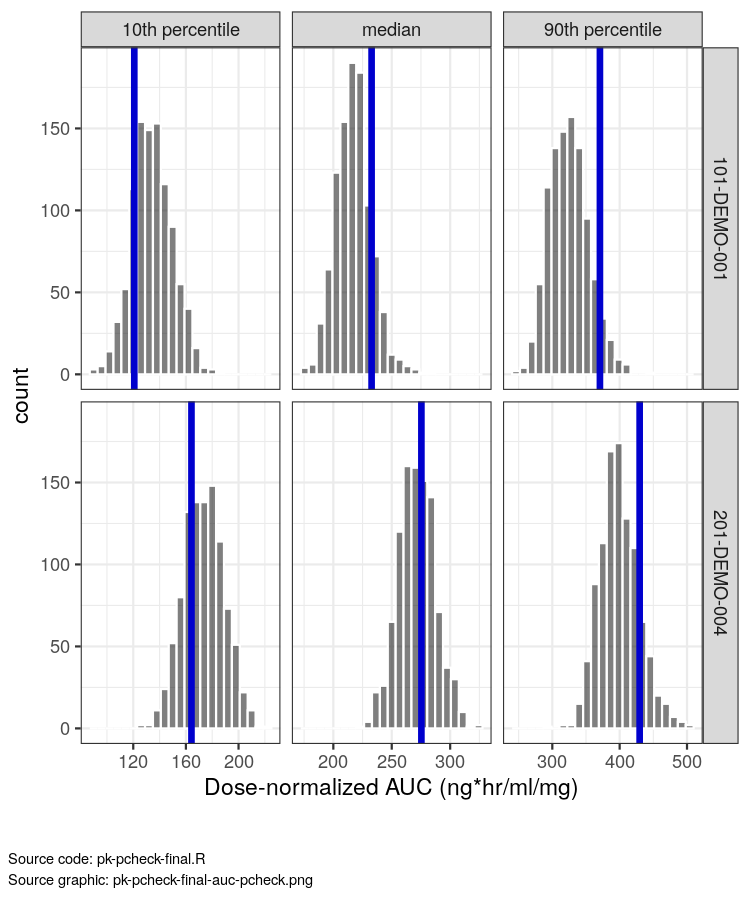 10th percentile median 90th percentile
150
100
50
0
101-DEMO-001
count
150
100
50
0
201-DEMO-004
120 160 200 200 250 300 300 400 500
Dose-normalized AUC (ng*hr/ml/mg)
Source code: pk-pcheck-final.R
Source graphic: pk-pcheck-final-auc-pcheck.png